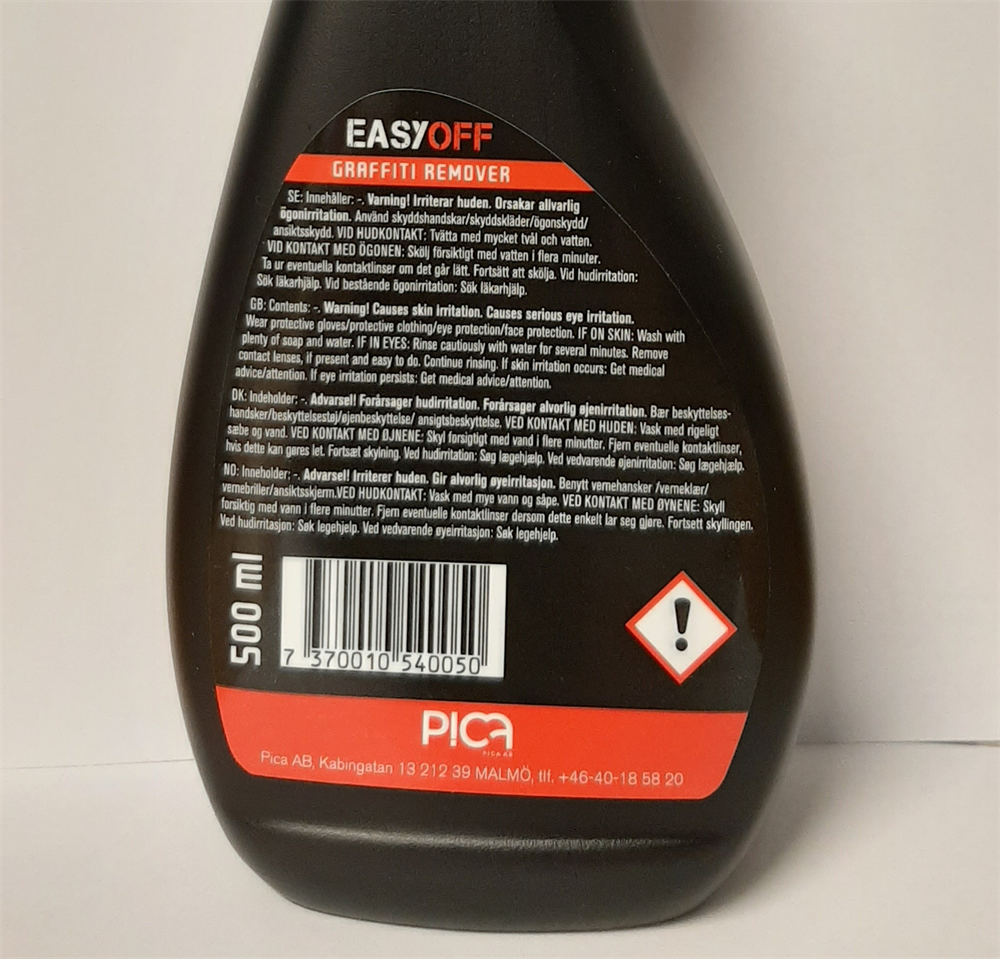 EASYOFF
GRAFFITI REMOVER
SE: Innehåller: -. Varning! Irriterar huden. Orsakar allvarlig
ögonirritation. Använd skyddshandskar/skyddskläder/ögonskydd/
ansiktsskydd. VID HUDKONTAKT: Tvätta med mycket tvål och vatten.
VID KONTAKT MED ÖGONEN: Skölj försiktigt med vatten i flera minuter.
Ta ur eventuella kontaktlinser om det går lätt. Fortsätt att skölja. Vid hudirritation:
Sök läkarhjälp. Vid bestående ögonirritation: Sök läkarhjälp.
GB: Contents: -. Warning! Causes skin irritation. Causes serious eye irritation.
Wear protective gloves/protective clothing/eye protection/face protection. IF ON SKIN: Wash with
plenty of soap and water. IF IN EYES: Rinse cautiously with water for several minutes. Remove
contact lenses, if present and easy to do. Continue rinsing. If skin irritation occurs: Get medical
advice/attention. If eye irritation persists: Get medical advice/attention.
DK: Indeholder: -. Advarsel! Forårsager hudirritation. Forårsager alvorlig øjenirritation. Bær beskyttelses-
handsker/beskyttelsestøj/øjenbeskyttelse/ ansigtsbeskyttelse. VED KONTAKT MED HUDEN: Vask med rigeligt
sæbe og vand. VED KONTAKT MED ØJNENE: Skyl forsigtigt med vand i flere minutter. Fjern eventuelle kontaktlinser,
hvis dette kan gøres let. Fortsæt skylning. Ved hudirritation: Søg lægehjælp. Ved vedvarende øjenirritation: Søg lægehjælp.
NO: Inneholder: -. Advarsel! Irriterer huden. Gir alvorlig øyeirritasjon. Benytt vernehansker /verneklær/
vernebriller/ansiktsskjerm.VED HUDKONTAKT: Vask med mye vann og såpe. VED KONTAKT MED ØYNENE: Skyll
forsiktig med vann i flere minutter. Fjern eventuelle kontaktlinser dersom dette enkelt lar seg gjøre. Fortsett skyllingen.
Ved hudirritasjon: Søk legehjelp. Ved vedvarende øyeirritasjon: Søk legehjelp.
500 ml
7 370010 540050
PICA
PICA AB
Pica AB, Kabingatan 13 212 39 MALMÖ, tlf. +46-40-18 58 20